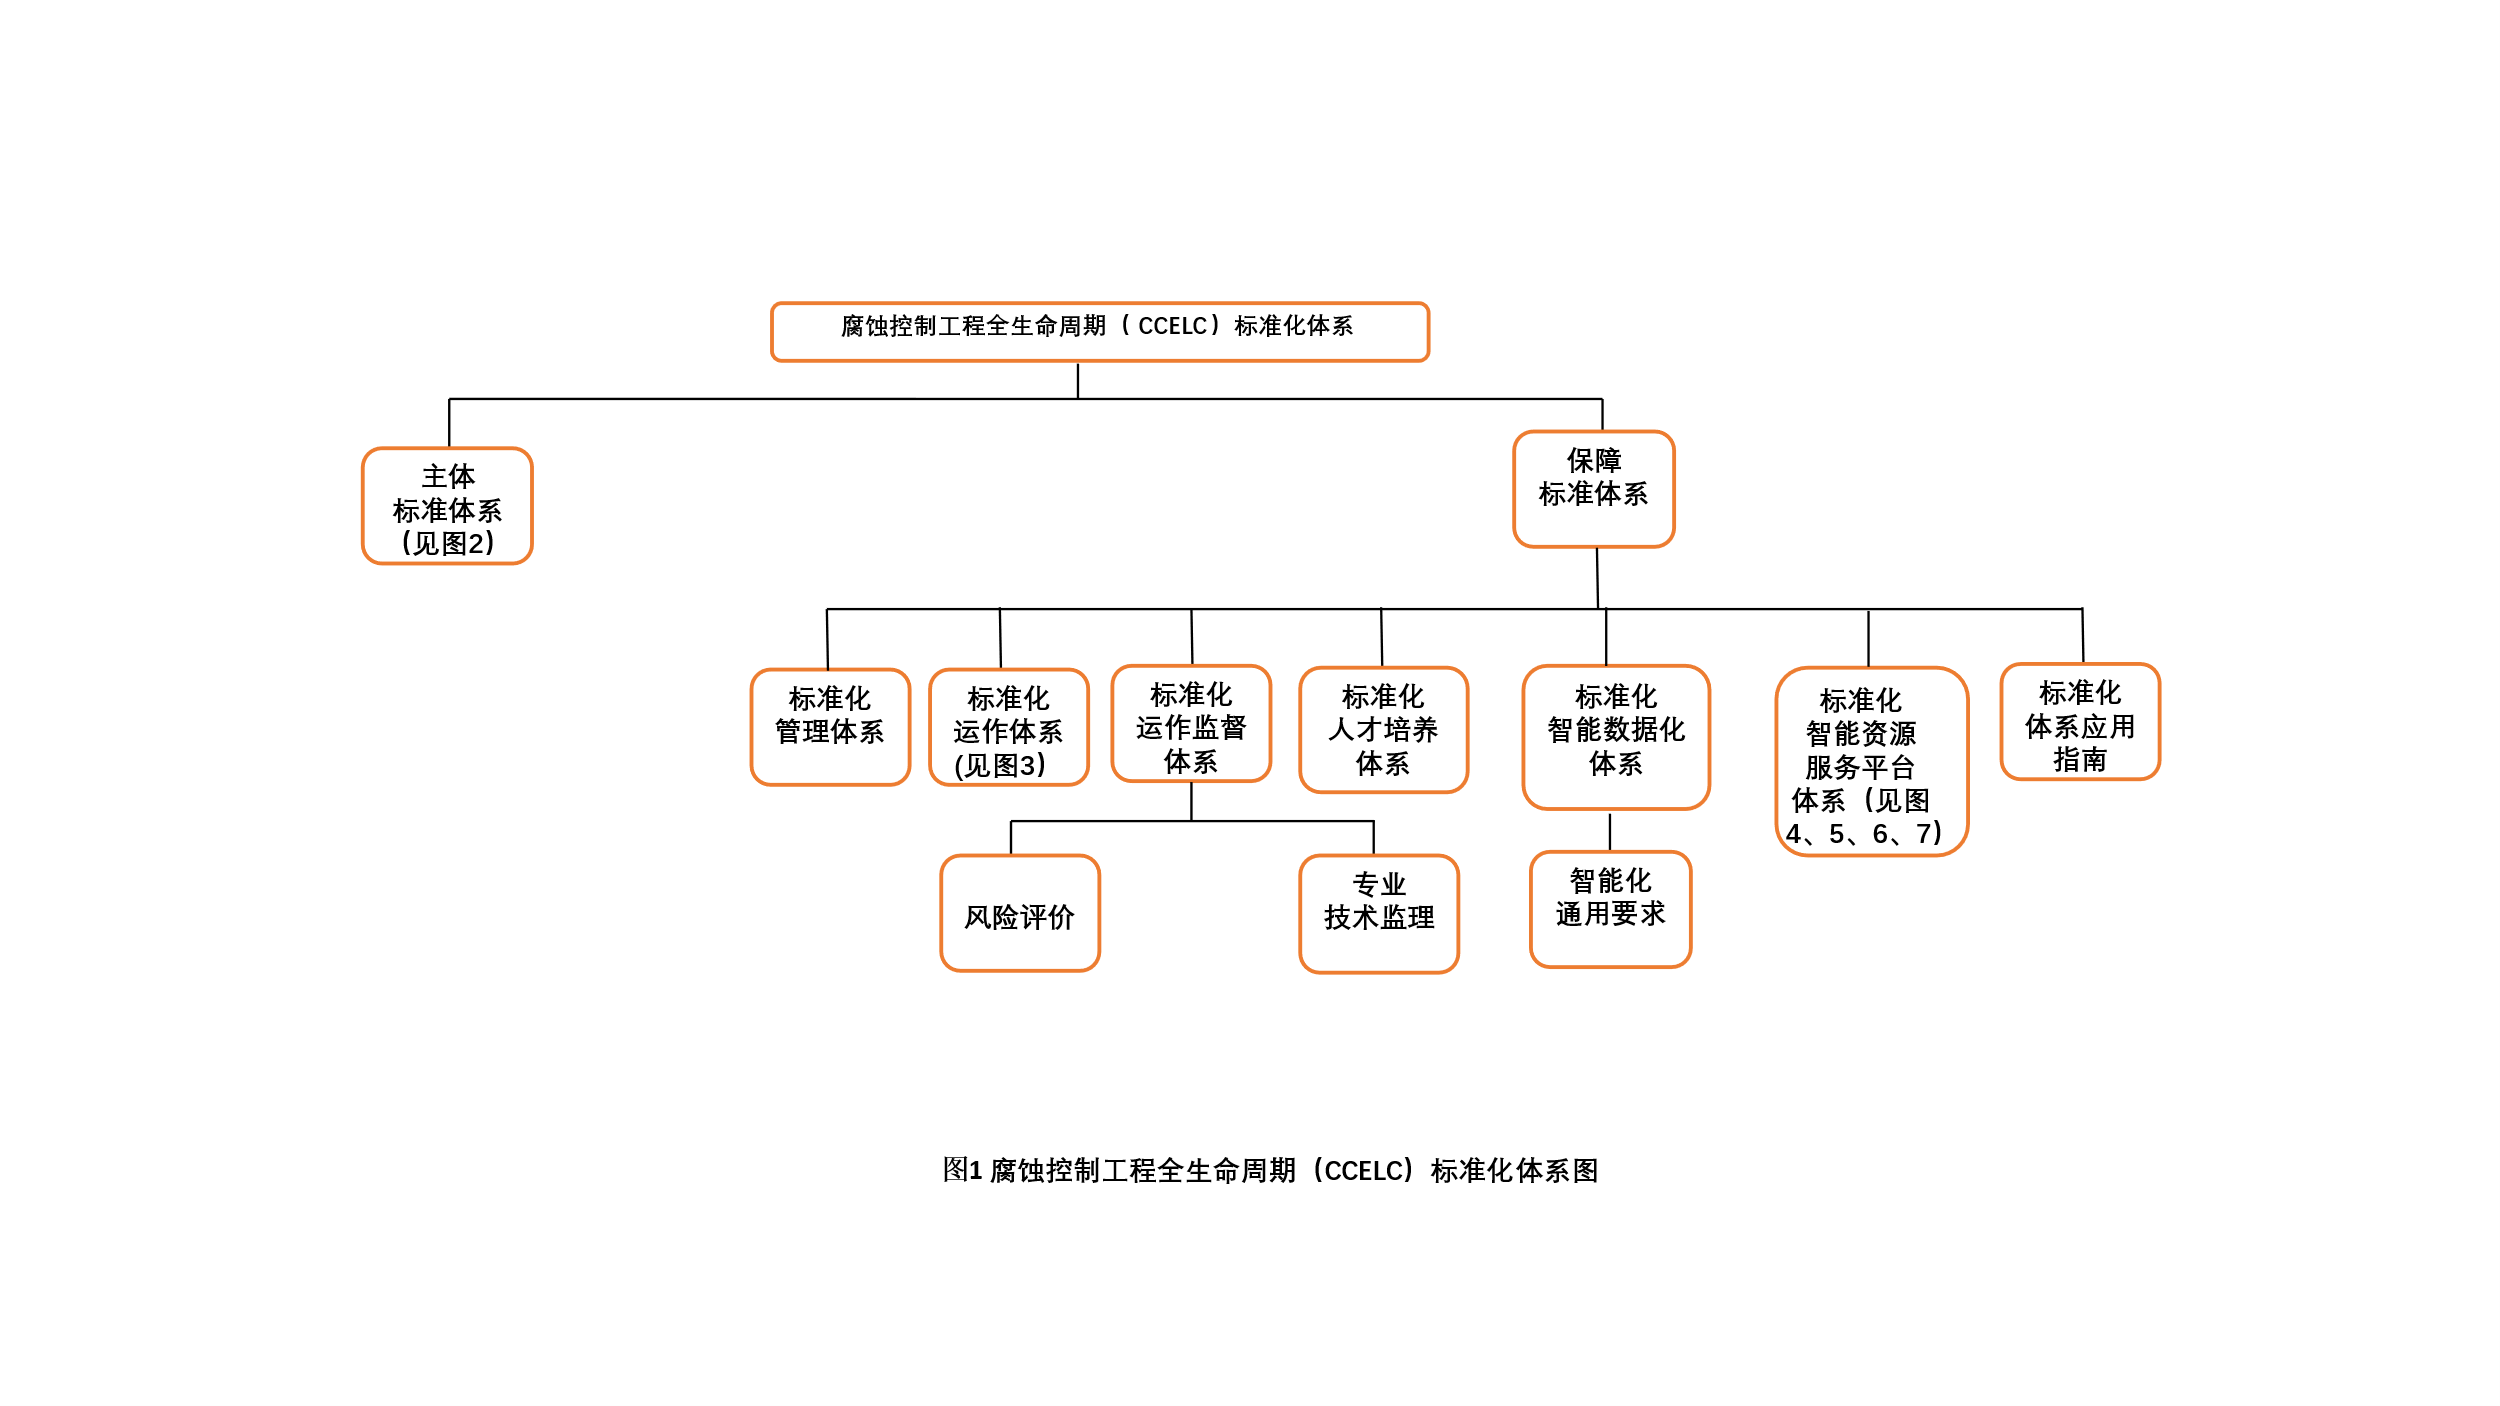 腐蚀控制工程全生命周期（ CCELC）标准化体系
主体
标准体系
（见图2）
保障
标准体系
标准化
管理体系
标准化
运作体系
(见图3）
标准化
运作监督
体系
标准化
人才培养
体系
标准化
智能数据化
体系
标准化
智能资源
服务平台
体系（见图
4、5、6、7）
标准化
体系应用
指南
风险评价
专业
技术监理
智能化
通用要求
图1 腐蚀控制工程全生命周期（CCELC）标准化体系图